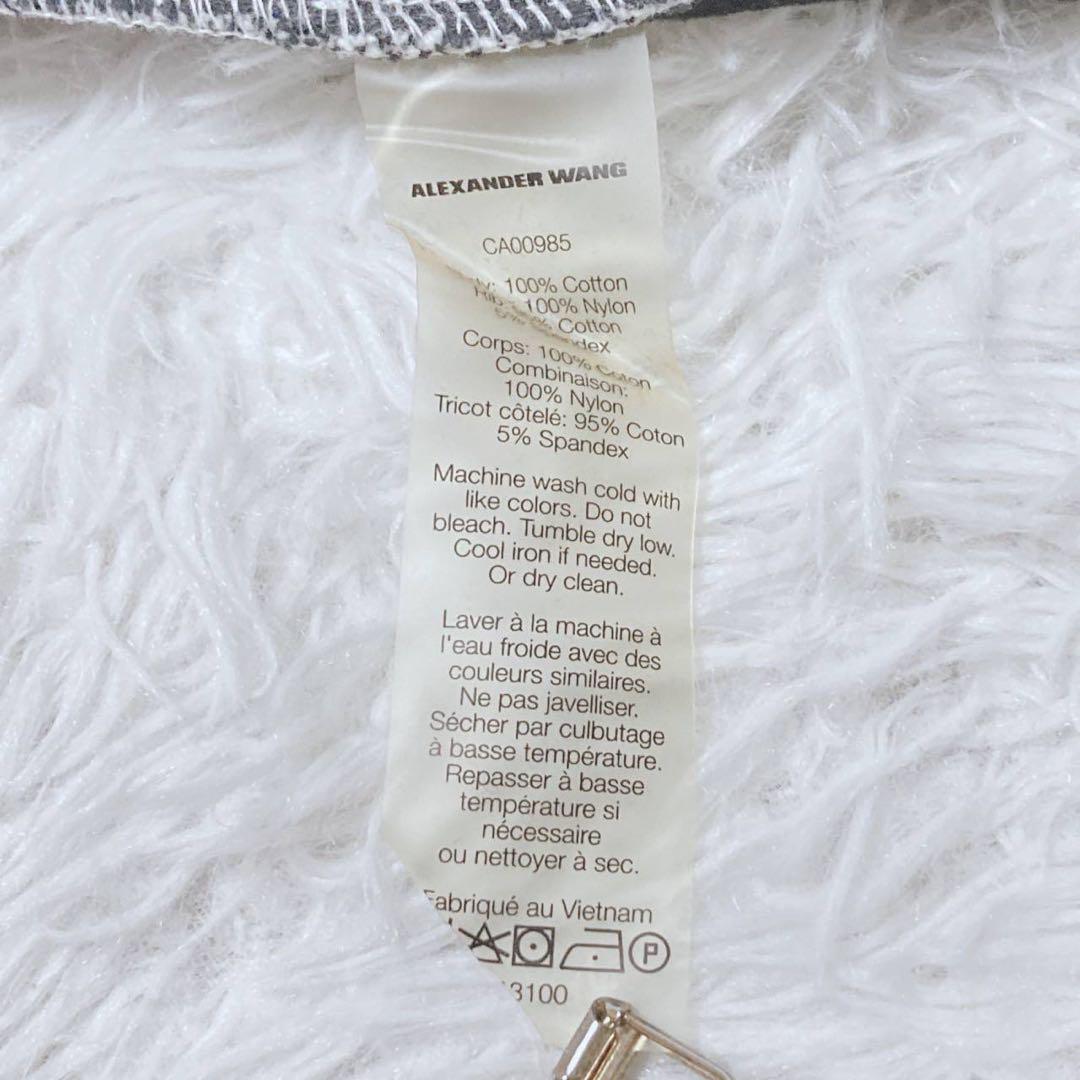 ALEXANDER WANG
CA00985
100% Cotton
100% Nylon
Cotton
Corps: 100% Coton
Combinaison:
100% Nylon
Tricot côtelé: 95% Coton
5% Spandex
Machine wash cold with
like colors. Do not
bleach. Tumble dry low.
Cool iron if needed.
Or dry clean.
Laver à la machine à
l'eau froide avec des
couleurs similaires.
Ne pas javelliser.
Sécher par culbutage
à basse température.
Repasser à basse
température si
nécessaire
ou nettoyer à sec.
Fabriqué au Vietnam
P
3100